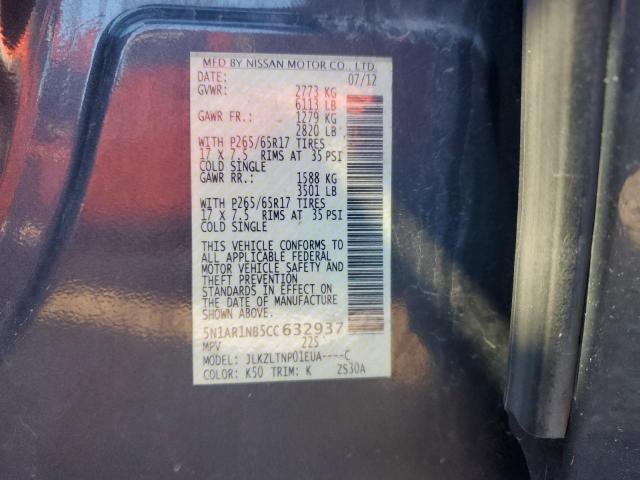 MFD BY NISSAN MOTOR CO., LTD
DATE: 07/12
GVWR: 2773 KG
6113 LB
GAWR FR.: 1279 KG
2820 LB
WITH P265/65R17 TIRES
17 X 7.5 RIMS AT 35 PSI
COLD SINGLE
GAWR RR.: 1588 KG
3501 LB
WITH P265/65R17 TIRES
17 X 7.5 RIMS AT 35 PSI
COLD SINGLE
THIS VEHICLE CONFORMS TO
ALL APPLICABLE FEDERAL
MOTOR VEHICLE SAFETY AND
THEFT PREVENTION
STANDARDS IN EFFECT ON
THE DATE OF MANUFACTURE
SHOWN ABOVE.
5N1AR1NB5CC 632937
MPV 225
MODEL: JLKZLTNP01EUA----C
COLOR: K50 TRIM: K ZS30A